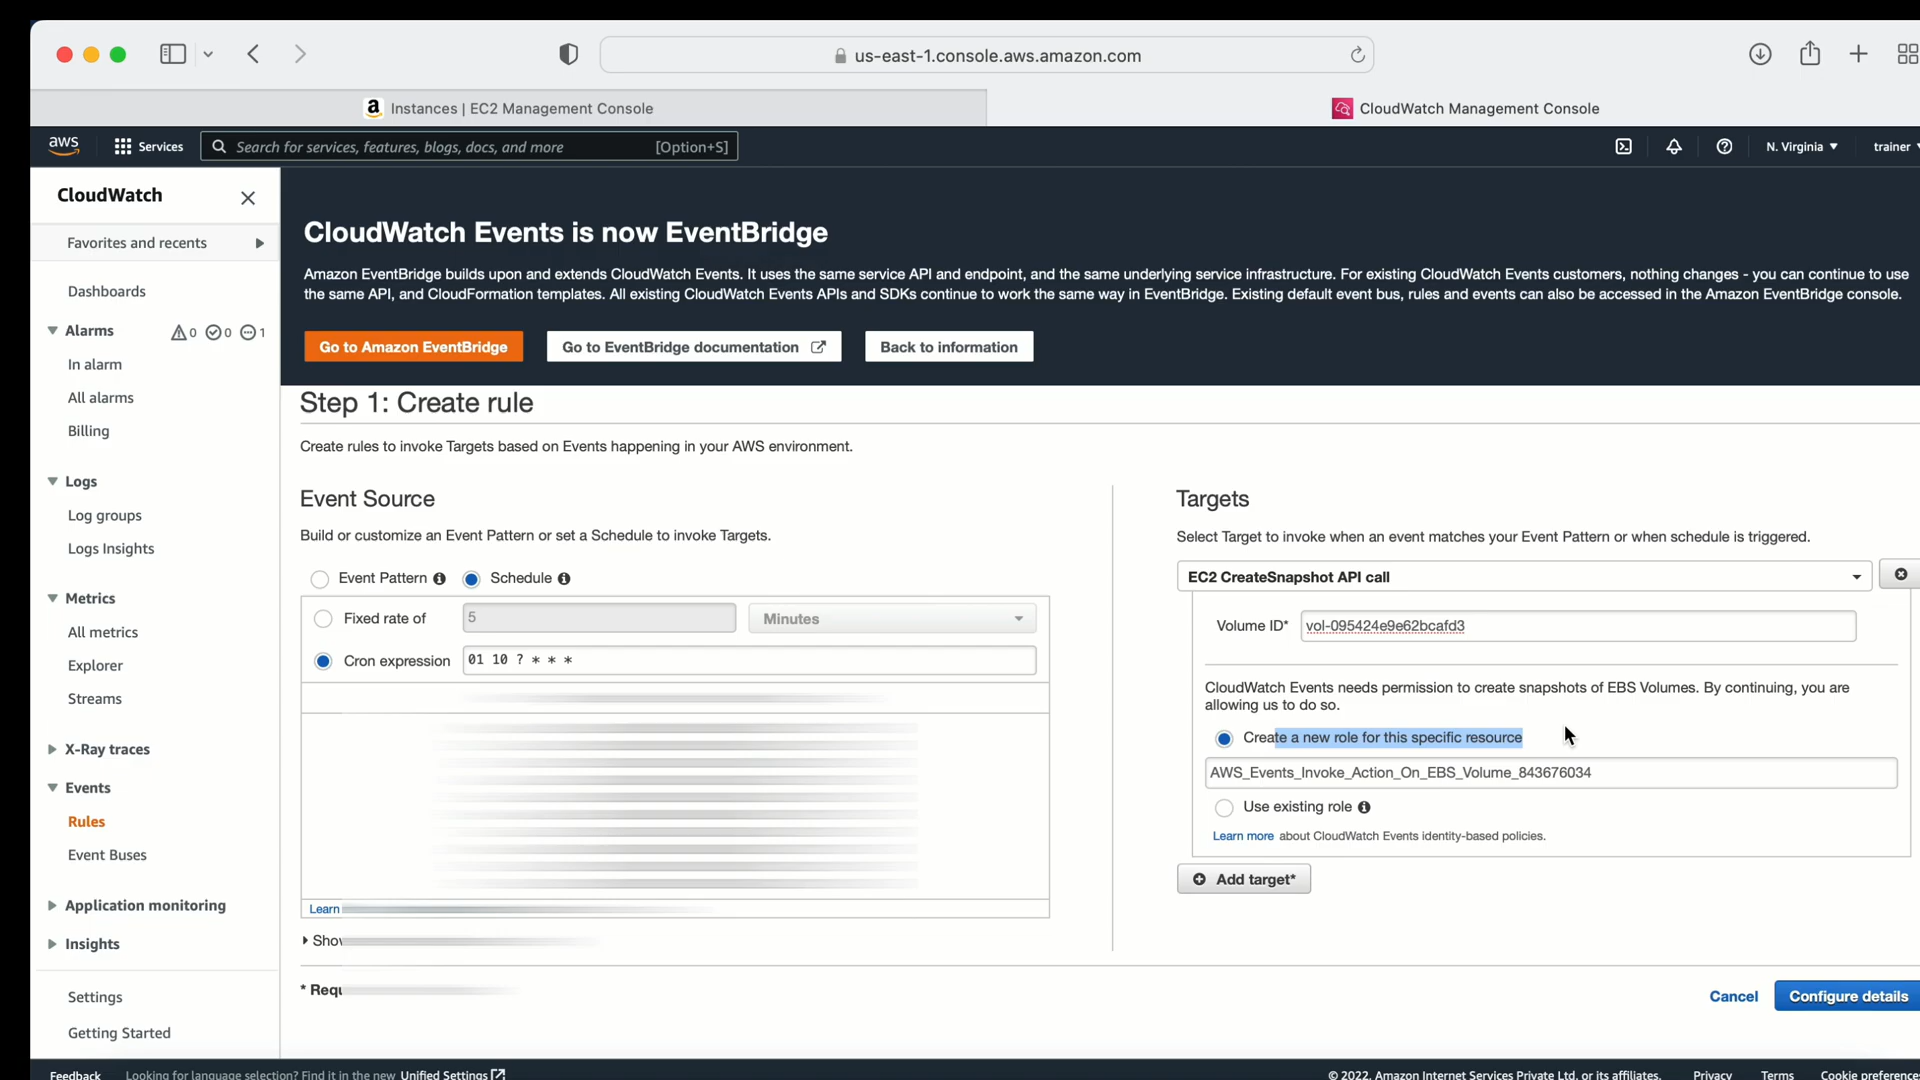 us-east-1.console.aws.amazon.com
Instances | EC2 Management Console
CloudWatch Management Console
aws
Services
Search for services, features, blogs, docs, and more
[Option+S]
N. Virginia
trainer
CloudWatch
Favorites and recents
Dashboards
Alarms
0
0
1
In alarm
All alarms
Billing
Logs
Log groups
Logs Insights
Metrics
All metrics
Explorer
Streams
X-Ray traces
Events
Rules
Event Buses
Application monitoring
Insights
Settings
Getting Started
CloudWatch Events is now EventBridge
Amazon EventBridge builds upon and extends CloudWatch Events. It uses the same service API and endpoint, and the same underlying service infrastructure. For existing CloudWatch Events customers, nothing changes - you can continue to use
the same API, and CloudFormation templates. All existing CloudWatch Events APIs and SDKs continue to work the same way in EventBridge. Existing default event bus, rules and events can also be accessed in the Amazon EventBridge console.
Go to Amazon EventBridge
Go to EventBridge documentation
Back to information
Step 1: Create rule
Create rules to invoke Targets based on Events happening in your AWS environment.
Event Source
Build or customize an Event Pattern or set a Schedule to invoke Targets.
Event Pattern
Schedule
Fixed rate of
5
Minutes
Cron expression
01 10 ? * * *
Learn
Targets
Select Target to invoke when an event matches your Event Pattern or when schedule is triggered.
EC2 CreateSnapshot API call
Volume ID*
vol-095424e9e62bcafd3
CloudWatch Events needs permission to create snapshots of EBS Volumes. By continuing, you are
allowing us to do so.
Create a new role for this specific resource
AWS_Events_Invoke_Action_On_EBS_Volume_843676034
Use existing role
Learn more about CloudWatch Events identity-based policies.
Add target*
Cancel
Configure details
Feedback
Looking for language selection? Find it in the new Unified Settings
© 2022, Amazon Internet Services Private Ltd. or its affiliates.
Privacy
Terms
Cookie preferences